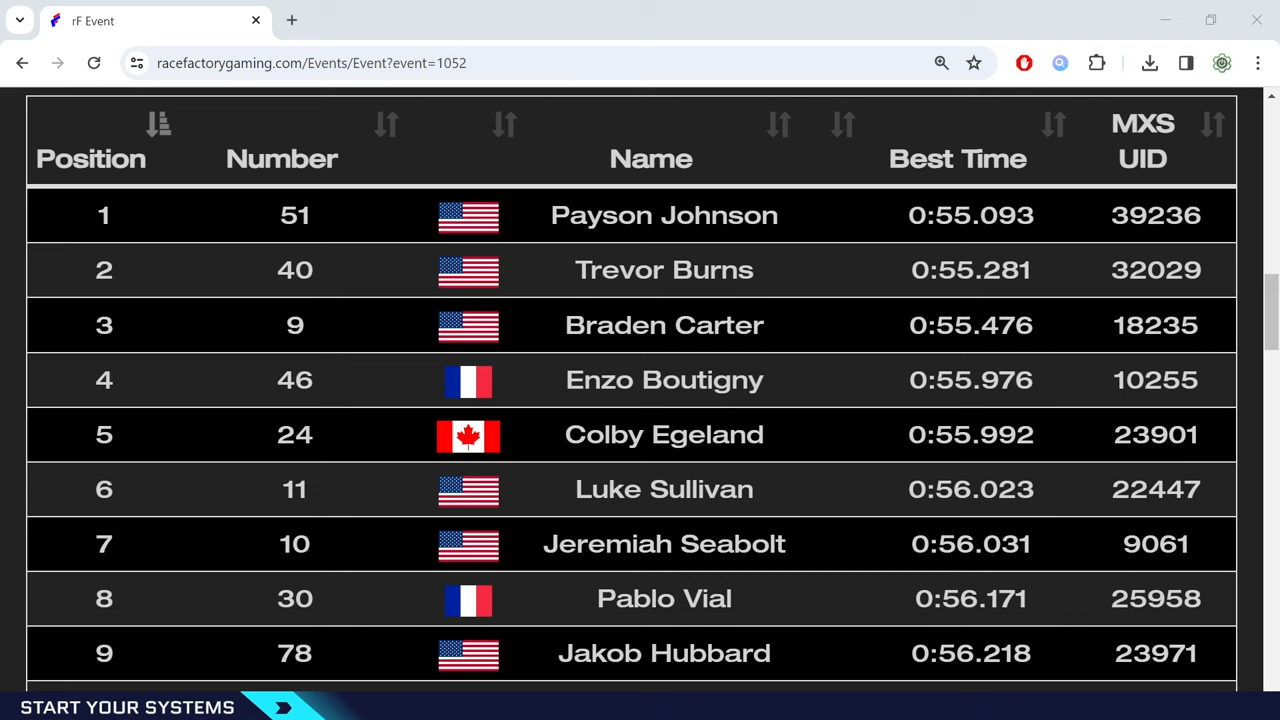 rF Event
racefactorygaming.com/Events/Event?event=1052
Position Number Name Best Time MXS UID
1 51 Payson Johnson 0:55.093 39236
2 40 Trevor Burns 0:55.281 32029
3 9 Braden Carter 0:55.476 18235
4 46 Enzo Boutigny 0:55.976 10255
5 24 Colby Egeland 0:55.992 23901
6 11 Luke Sullivan 0:56.023 22447
7 10 Jeremiah Seabolt 0:56.031 9061
8 30 Pablo Vial 0:56.171 25958
9 78 Jakob Hubbard 0:56.218 23971
START YOUR SYSTEMS